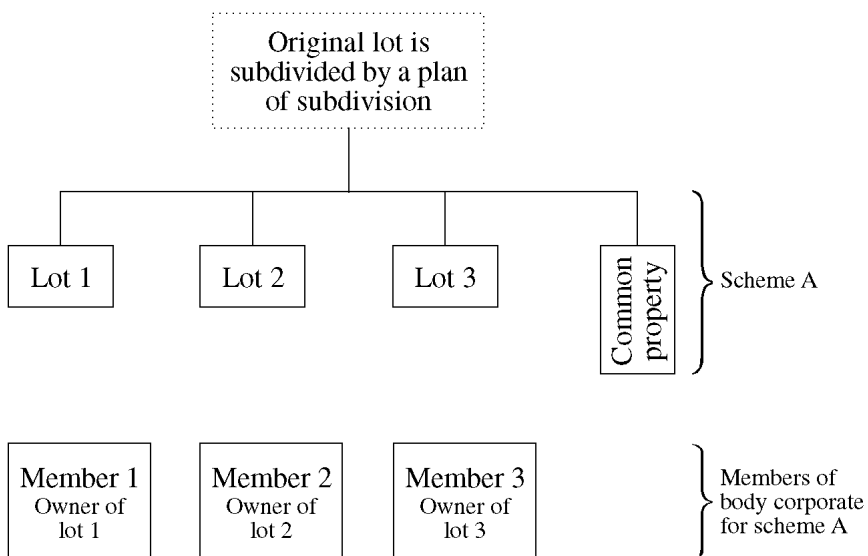 Original lot is
subdivided by a plan
of subdivision
Lot 1
Lot 2
Lot 3
Common
property
Scheme A
Member 1
Owner of
lot 1
Member 2
Owner of
lot 2
Member 3
Owner of
lot 3
Members of
body corporate
for scheme A